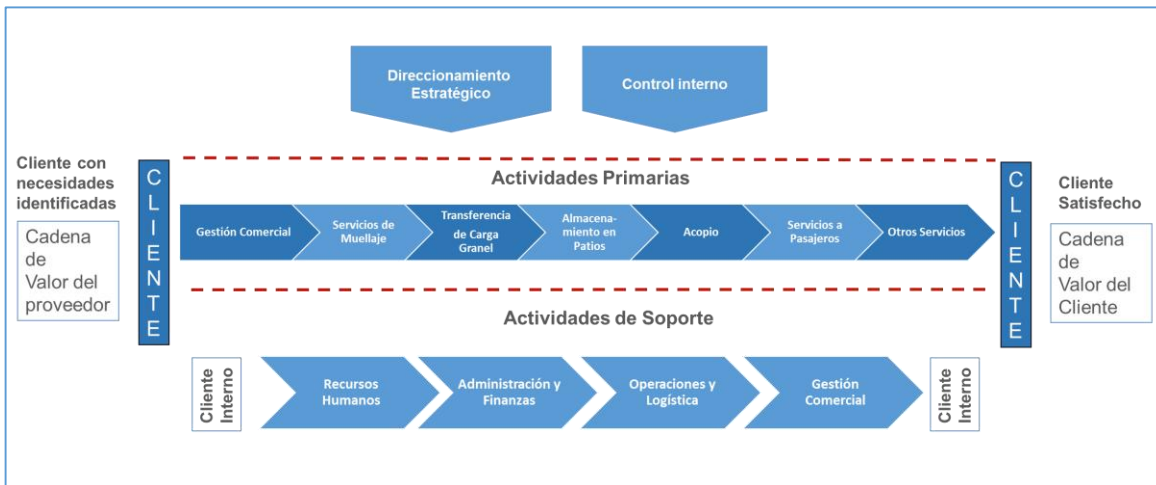 Direccionamiento
Estratégico
Control interno
Cliente con
necesidades
identificadas
Cadena
de
Valor del
proveedor
CLIENTE
Actividades Primarias
Gestión Comercial
Servicios de
Muellaje
Transferencia
de Carga
Granel
Almacena-
miento en
Patios
Acopio
Servicios a
Pasajeros
Otros Servicios
CLIENTE
Cliente
Satisfecho
Cadena
de
Valor del
Cliente
Actividades de Soporte
Cliente
Interno
Recursos
Humanos
Administración y
Finanzas
Operaciones y
Logística
Gestión
Comercial
Cliente
Interno